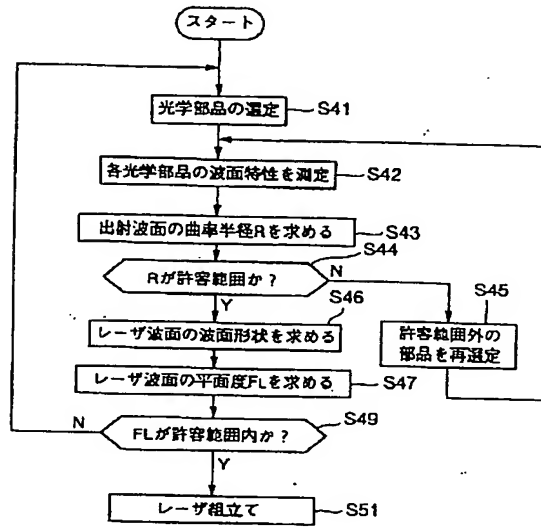 スタート
光学部品の選定
S41
各光学部品の波面特性を測定
S42
出射波面の曲率半径Rを求める
S43
S44
Rが許容範囲か?
N
Y
S46
S45
レーザ波面の波面形状を求める
許容範囲外の
部品を再選定
レーザ波面の平面度FLを求める
S47
N
FLが許容範囲内か?
S49
Y
レーザ組立て
S51